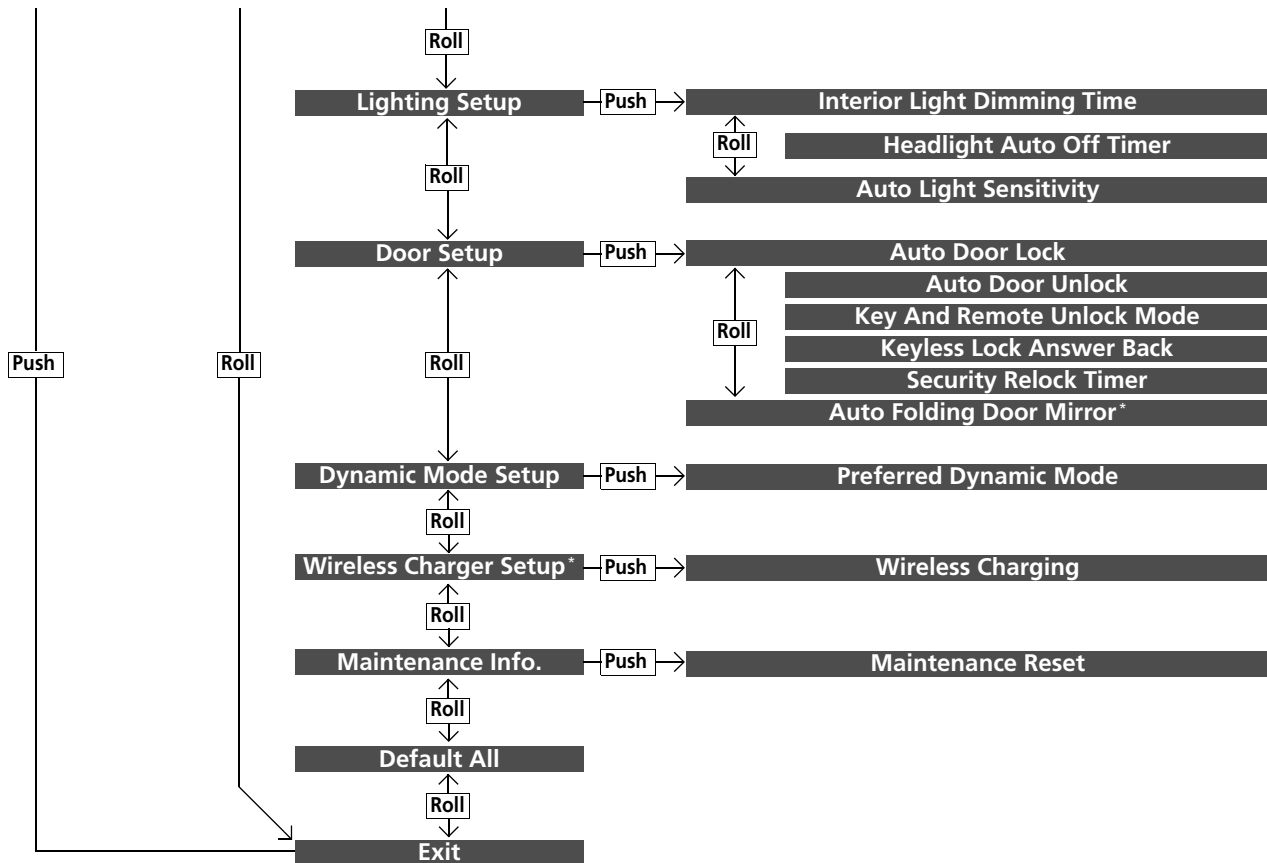 Roll
Lighting Setup Push Interior Light Dimming Time
Roll Headlight Auto Off Timer
Roll
Auto Light Sensitivity
Door Setup Push Auto Door Lock
Auto Door Unlock
Key And Remote Unlock Mode
Roll
Keyless Lock Answer Back
Push Roll Roll
Security Relock Timer
Auto Folding Door Mirror*
Dynamic Mode Setup Push Preferred Dynamic Mode
Roll
Wireless Charger Setup* Push Wireless Charging
Roll
Maintenance Info. Push Maintenance Reset
Roll
Default All
Roll
Exit